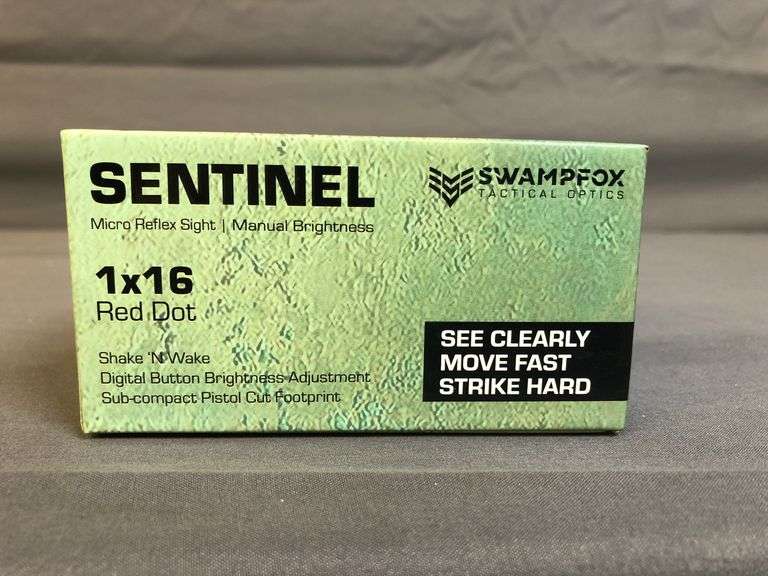 SENTINEL
Micro Reflex Sight | Manual Brightness
SWAMPFOX
TACTICAL OPTICS
1x16
Red Dot
Shake 'N Wake
Digital Button Brightness Adjustment
Sub-compact Pistol Cut Footprint
SEE CLEARLY
MOVE FAST
STRIKE HARD